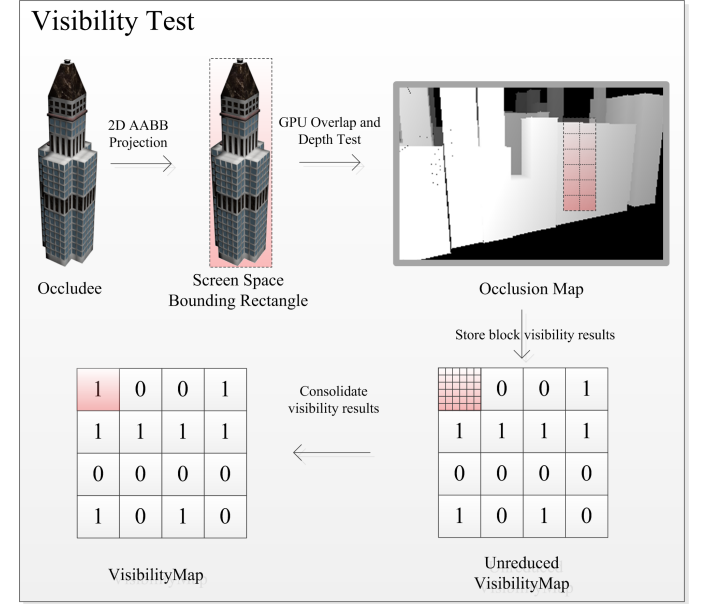 Visibility Test
2D AABB
Projection
GPU Overlap and
Depth Test
Occludee
Screen Space
Bounding Rectangle
Occlusion Map
Store block visibility results
1 0 0 1
1 1 1 1
0 0 0 0
1 0 1 0
VisibilityMap
Consolidate
visibility results
0 0 1
1 1 1 1
0 0 0 0
1 0 1 0
Unreduced
VisibilityMap